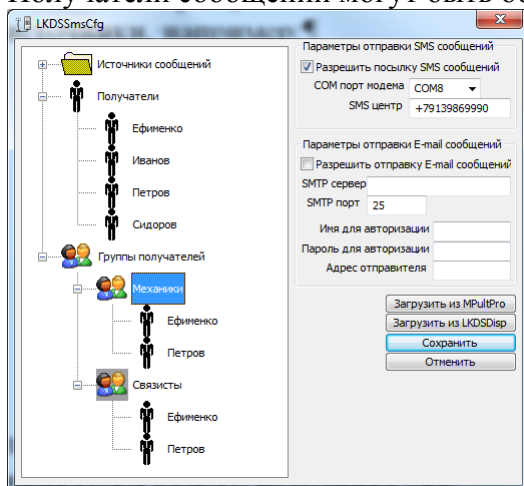 Получатели сообщений могут быть об
LKDSSmsCfg
Источники сообщений
Получатели
Ефименко
Иванов
Петров
Сидоров
Группы получателей
Механики
Ефименко
Петров
Связисты
Ефименко
Петров
Параметры отправки SMS сообщений
Разрешить посылку SMS сообщений
COM порт модема COM8
SMS центр +79139869990
Параметры отправки E-mail сообщений
Разрешить отправку E-mail сообщений
SMTP сервер
SMTP порт 25
Имя для авторизации
Пароль для авторизации
Адрес отправителя
Загрузить из MPultPro
Загрузить из LKDSDisp
Сохранить
Отменить